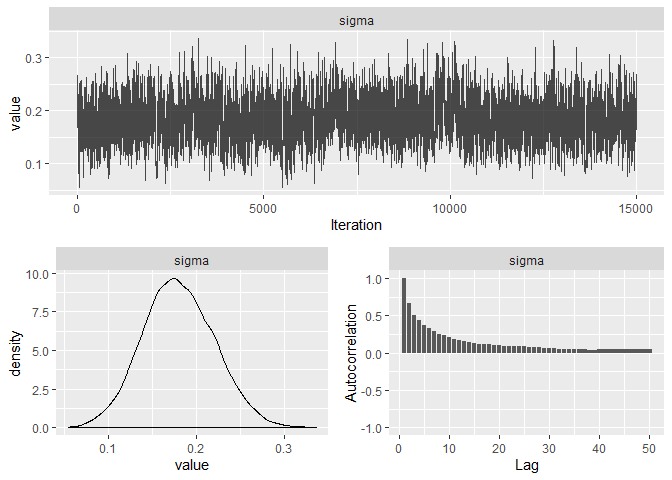 sigma
value
0.3
0.2
0.1
0 5000 10000 15000
Iteration
sigma
density
10.0
7.5
5.0
2.5
0.0
0.1 0.2 0.3
value
sigma
Autocorrelation
1.0
0.5
0.0
-0.5
-1.0
0 10 20 30 40 50
Lag